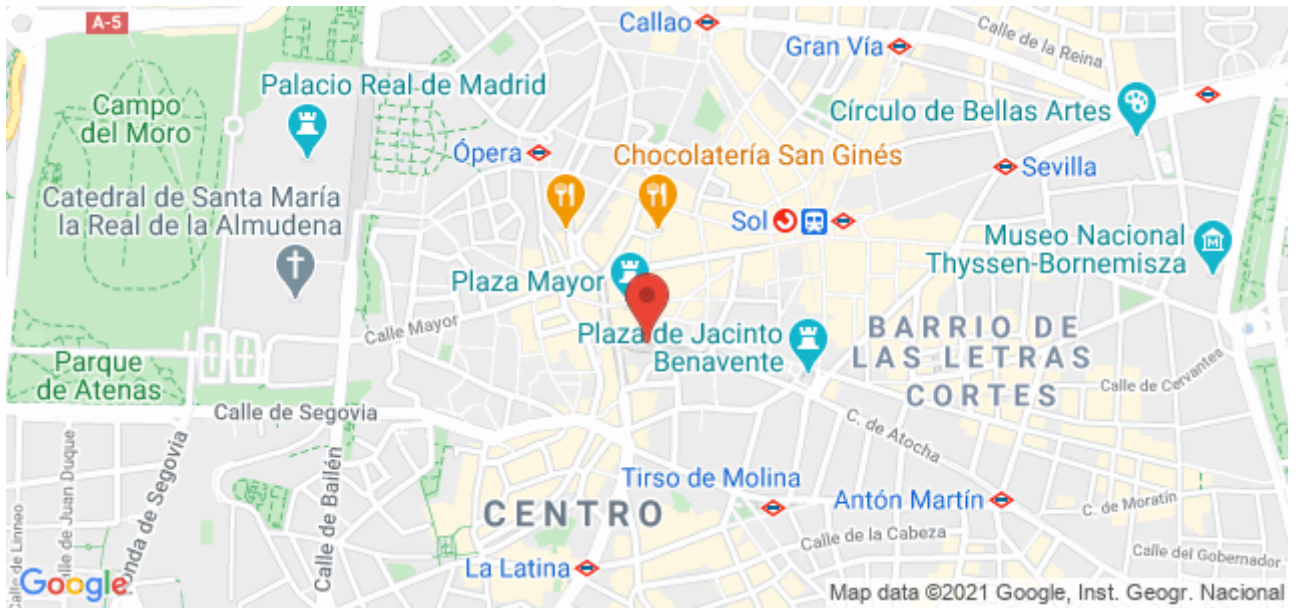 A-5
Callao
Gran Vía
Calle de la Reina
Palacio Real de Madrid
Campo
del Moro
Círculo de Bellas Artes
Ópera
Chocolatería San Ginés
Sevilla
Catedral de Santa María
la Real de la Almudena
Sol
Museo Nacional
Thyssen-Bornemisza
Plaza Mayor
Calle Mayor
Plaza de Jacinto
Benavente
BARRIO DE
LAS LETRAS
CORTES
Parque
de Atenas
Calle de Cervantes
Calle de Segovia
C. de Atocha
Calle de Juan Duque
Ronda de Segovia
Calle de Bailén
Tirso de Molina
CENTRO
Antón Martín
C. de Moratín
Calle de Linneo
Calle de la Cabeza
Calle del Gobernador
La Latina
Google
Map data ©2021 Google, Inst. Geogr. Nacional